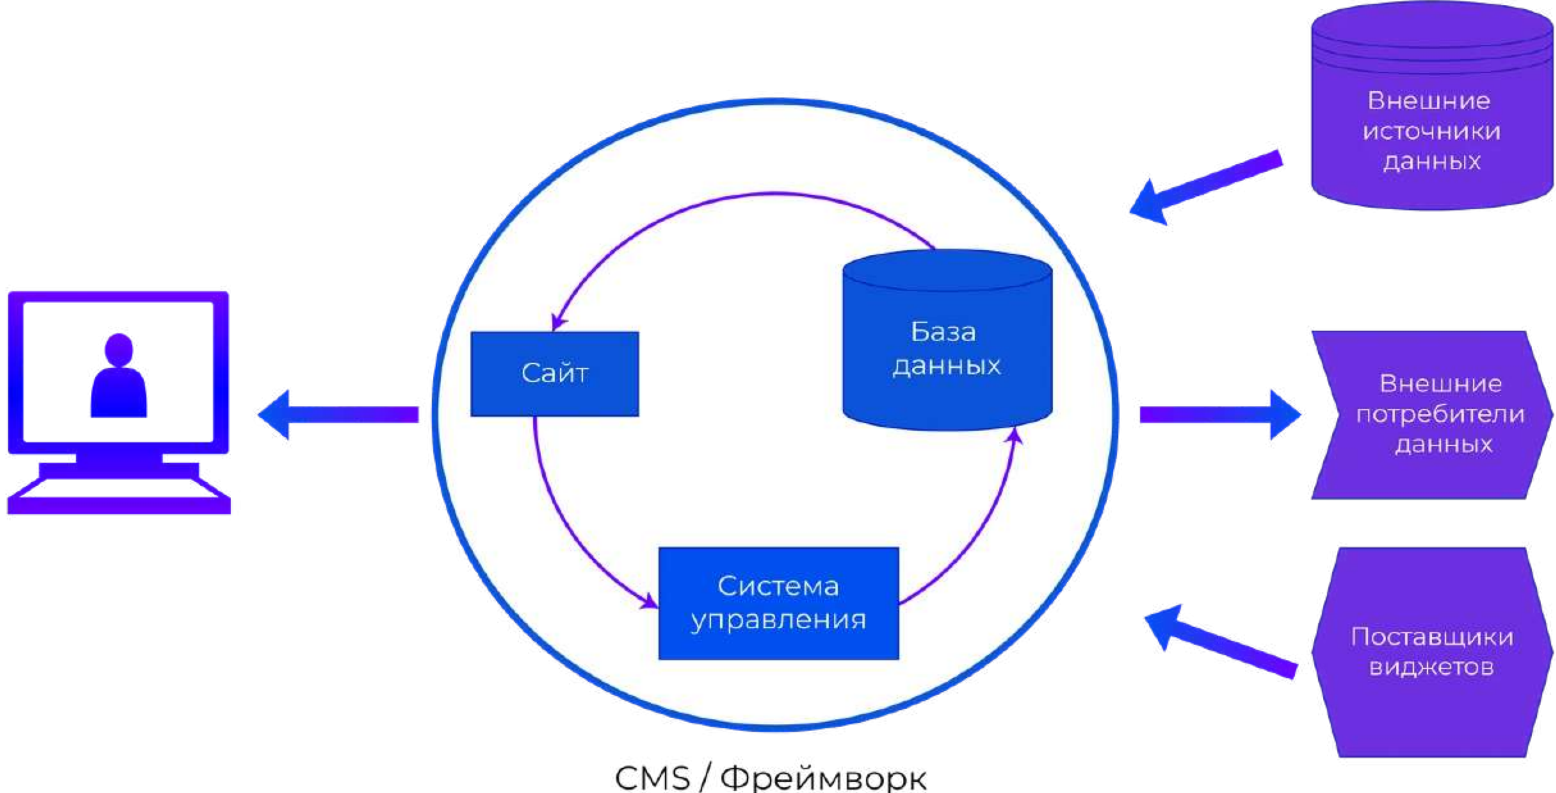 Внешние
источники
данных
База
данных
Сайт
Внешние
потребители
данных
Система
управления
Поставщики
виджетов
CMS / Фреймворк